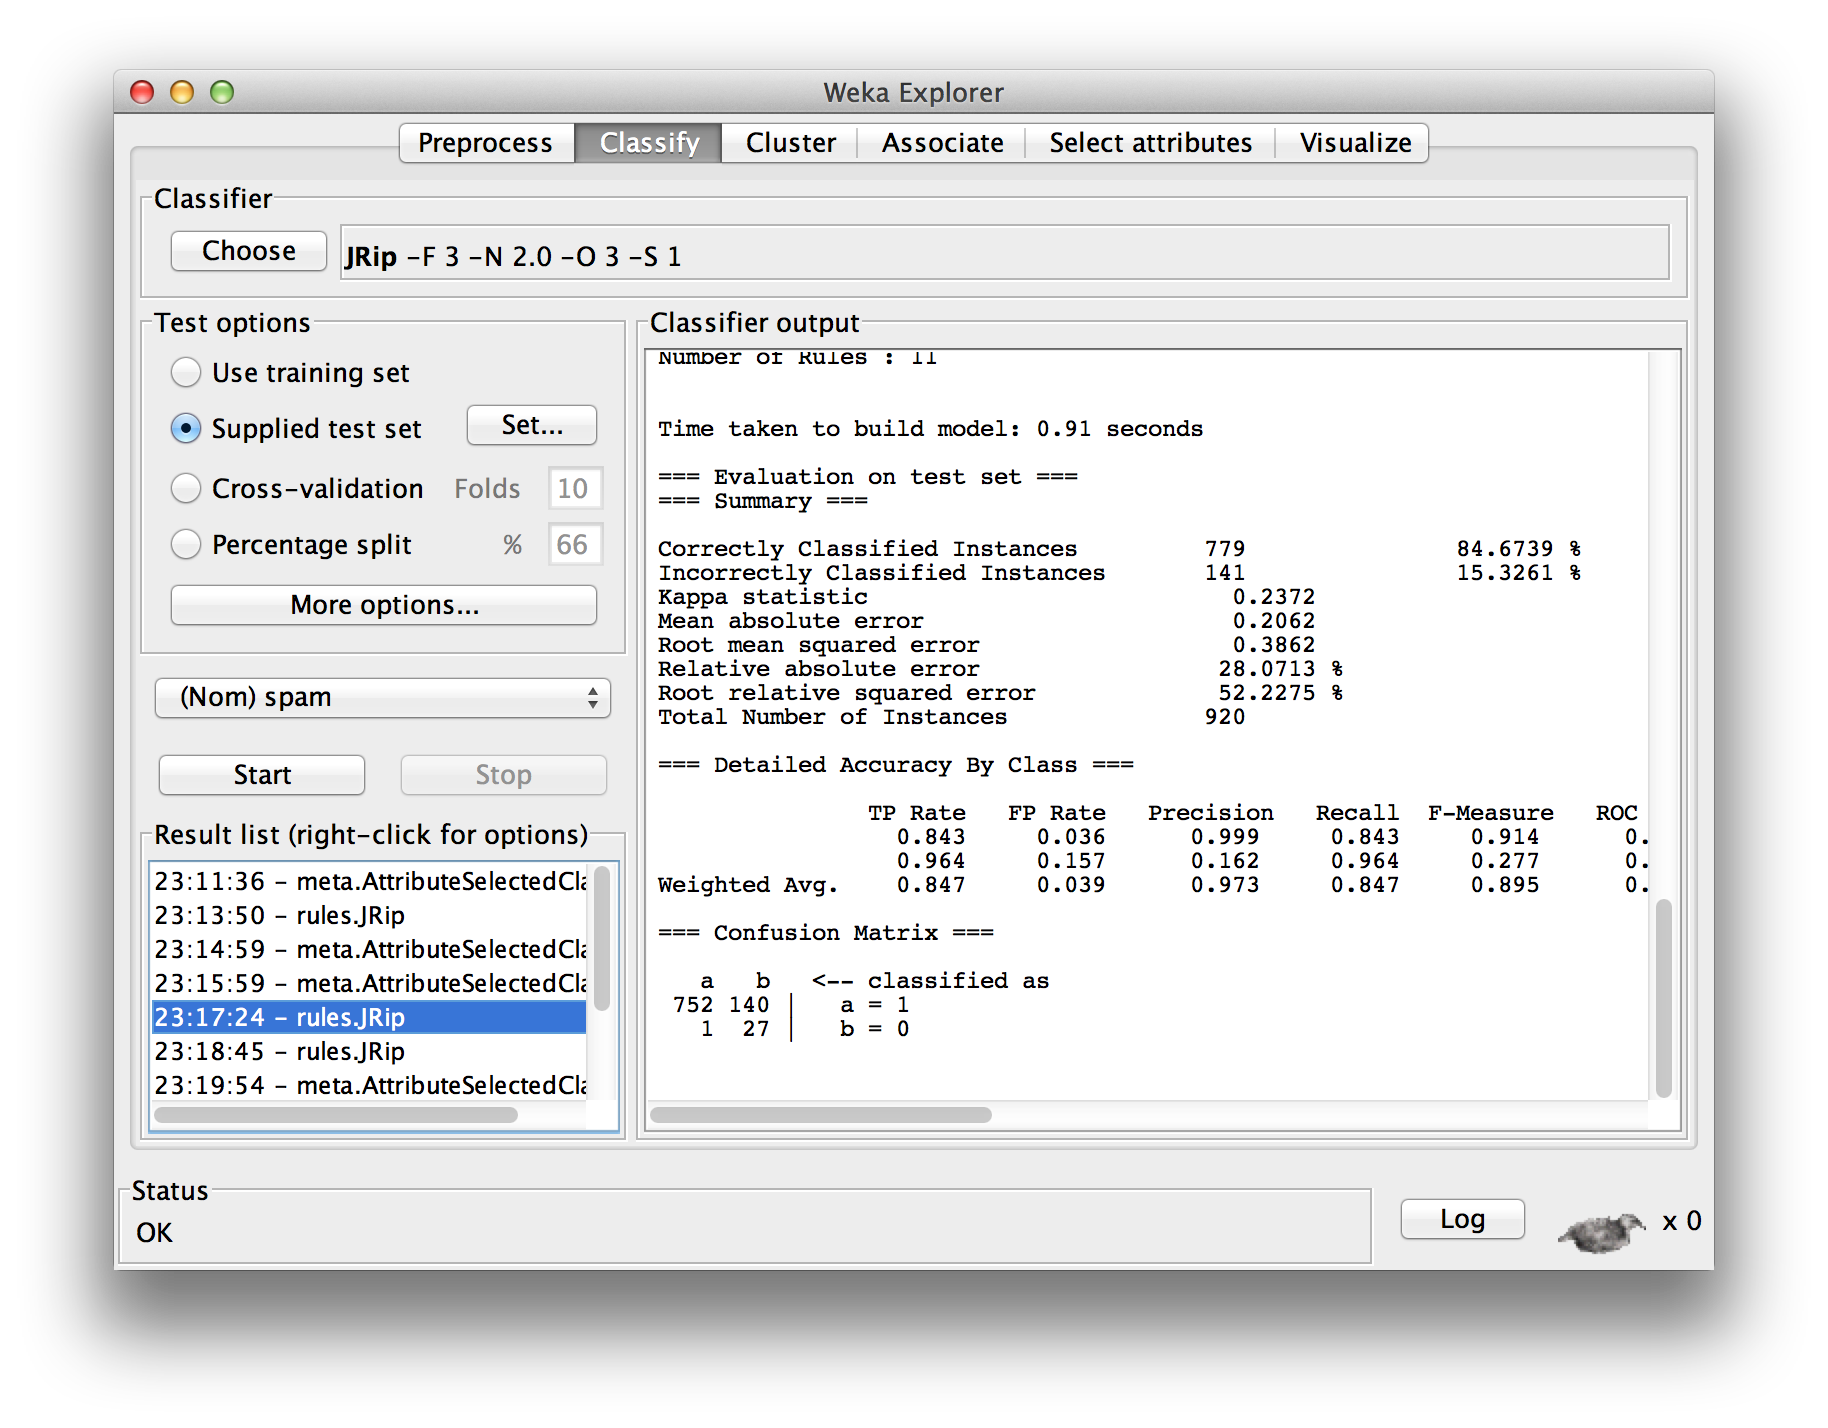 Weka Explorer
Preprocess Classify Cluster Associate Select attributes Visualize
Classifier
Choose JRip -F 3 -N 2.0 -O 3 -S 1
Test options
Use training set
Supplied test set Set...
Cross-validation Folds 10
Percentage split % 66
More options...
(Nom) spam
Start Stop
Result list (right-click for options)
23:11:36 - meta.AttributeSelectedCla
23:13:50 - rules.JRip
23:14:59 - meta.AttributeSelectedCla
23:15:59 - meta.AttributeSelectedCla
23:17:24 - rules.JRip
23:18:45 - rules.JRip
23:19:54 - meta.AttributeSelectedCla
Classifier output
Number of Rules : 11
Time taken to build model: 0.91 seconds
=== Evaluation on test set ===
=== Summary ===
Correctly Classified Instances 779 84.6739 %
Incorrectly Classified Instances 141 15.3261 %
Kappa statistic 0.2372
Mean absolute error 0.2062
Root mean squared error 0.3862
Relative absolute error 28.0713 %
Root relative squared error 52.2275 %
Total Number of Instances 920
=== Detailed Accuracy By Class ===
TP Rate FP Rate Precision Recall F-Measure ROC
0.843 0.036 0.999 0.843 0.914 0.
0.964 0.157 0.162 0.964 0.277 0.
Weighted Avg. 0.847 0.039 0.973 0.847 0.895 0.
=== Confusion Matrix ===
a b <-- classified as
752 140 | a = 1
1 27 | b = 0
Status
OK
Log x 0